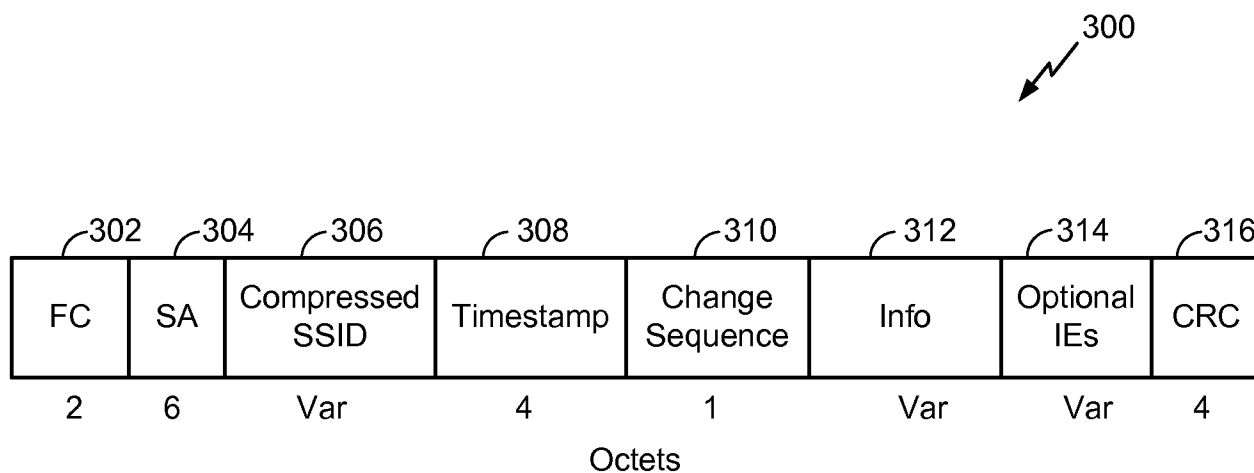 300
302 304 306 308 310 312 314 316
FC SA Compressed SSID Timestamp Change Sequence Info Optional IEs CRC
2 6 Var 4 1 Var Var 4
Octets